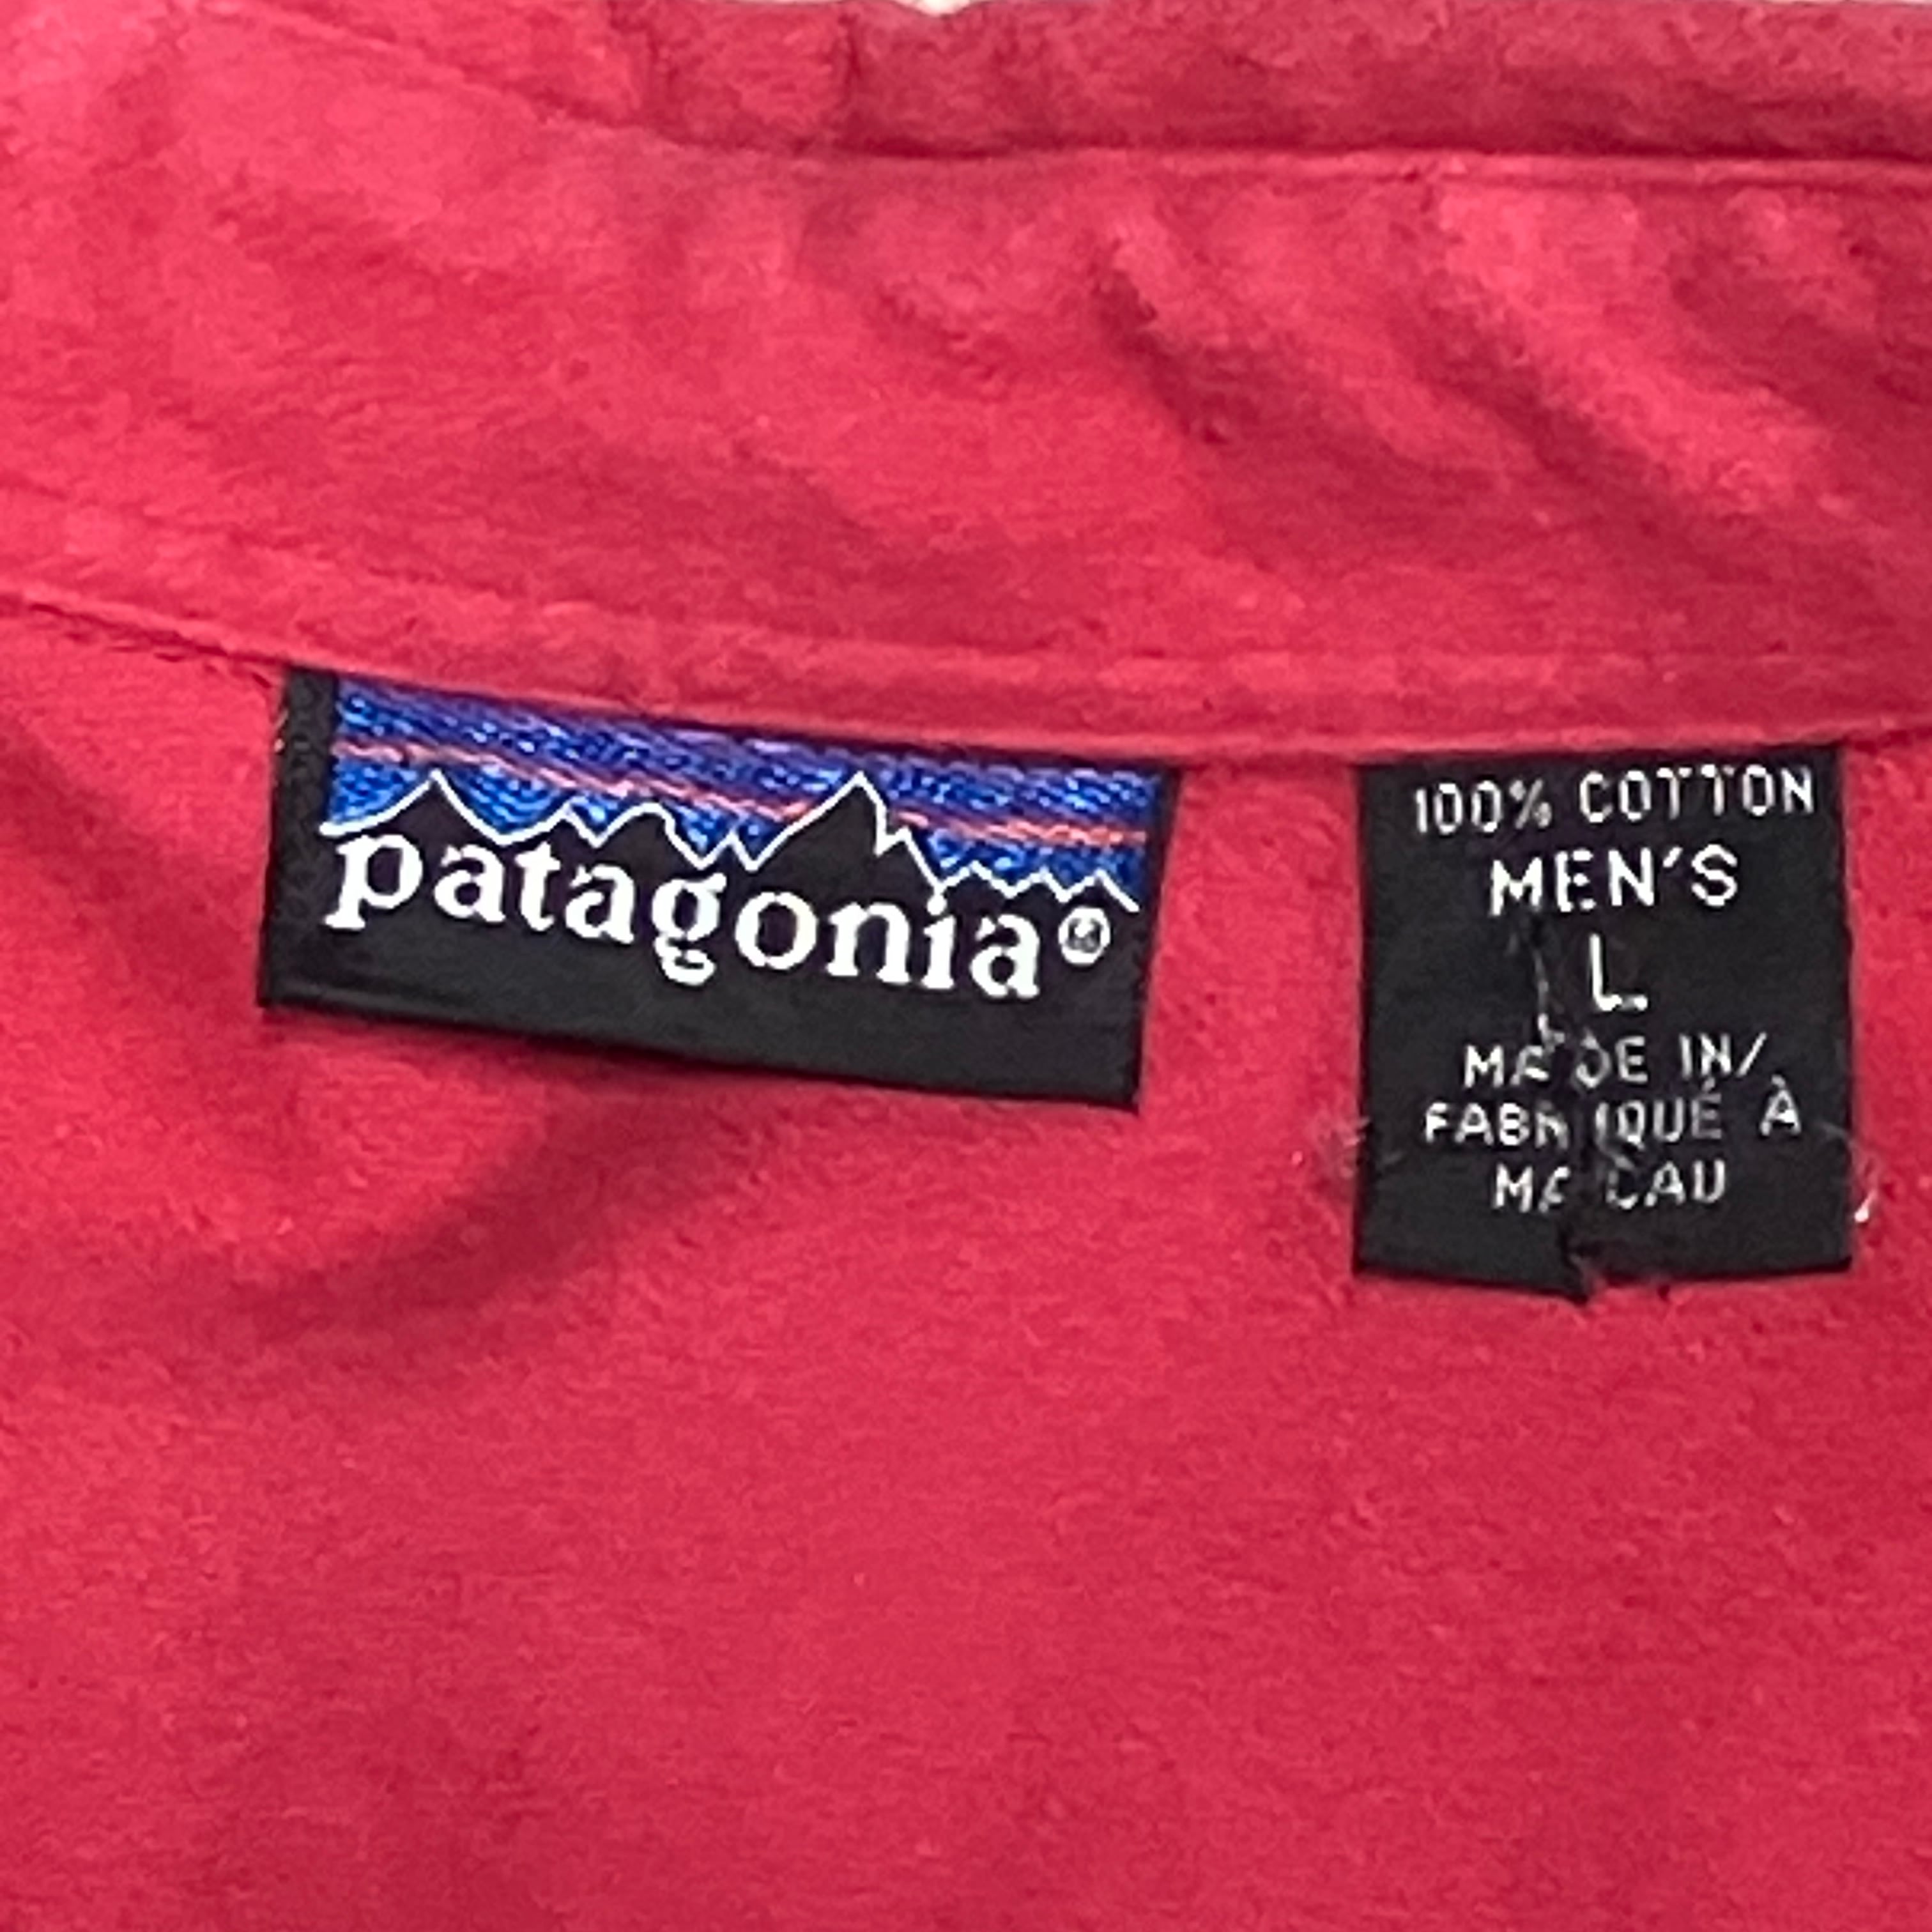 patagonia®
100% COTTON
MEN'S
L
MADE IN/
FABRIQUÉ À
MACAU